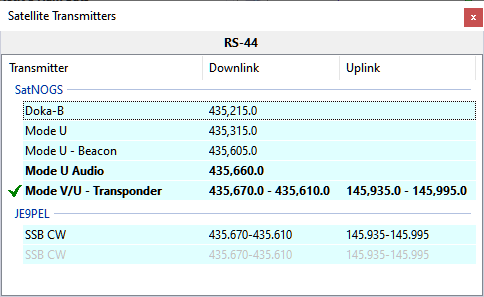 Satellite Transmitters x
RS-44
Transmitter Downlink Uplink
SatNOGS
Doka-B 435,215.0
Mode U 435,315.0
Mode U - Beacon 435,605.0
Mode U Audio 435,660.0
Mode V/U - Transponder 435,670.0 - 435,610.0 145,935.0 - 145,995.0
JE9PEL
SSB CW 435.670-435.610 145.935-145.995
SSB CW 435.670-435.610 145.935-145.995